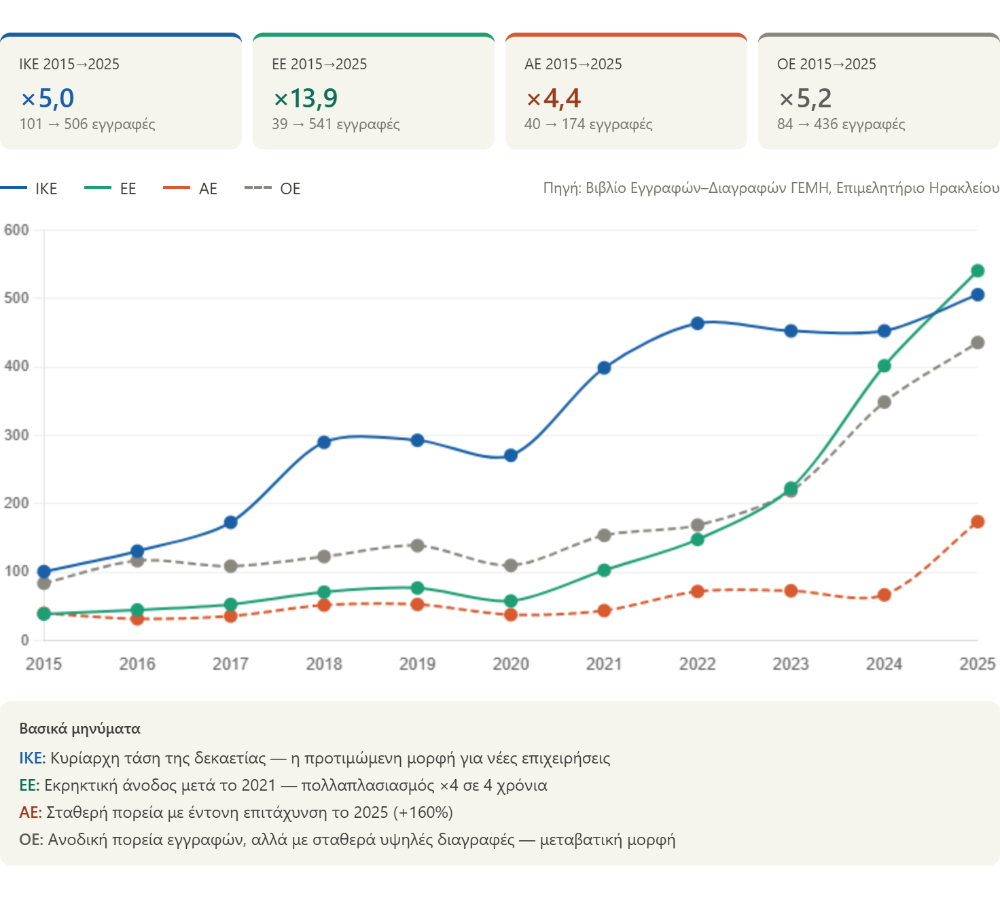 ΙΚΕ 2015→2025
×5,0
101 → 506 εγγραφές
ΕΕ 2015→2025
×13,9
39 → 541 εγγραφές
ΑΕ 2015→2025
×4,4
40 → 174 εγγραφές
ΟΕ 2015→2025
×5,2
84 → 436 εγγραφές
ΙΚΕ ΕΕ ΑΕ ΟΕ
Πηγή: Βιβλίο Εγγραφών–Διαγραφών ΓΕΜΗ, Επιμελητήριο Ηρακλείου
600
500
400
300
200
100
0
2015 2016 2017 2018 2019 2020 2021 2022 2023 2024 2025
Βασικά μηνύματα
ΙΚΕ: Κυρίαρχη τάση της δεκαετίας — η προτιμώμενη μορφή για νέες επιχειρήσεις
ΕΕ: Εκρηκτική άνοδος μετά το 2021 — πολλαπλασιασμός ×4 σε 4 χρόνια
ΑΕ: Σταθερή πορεία με έντονη επιτάχυνση το 2025 (+160%)
ΟΕ: Ανοδική πορεία εγγραφών, αλλά με σταθερά υψηλές διαγραφές — μεταβατική μορφή